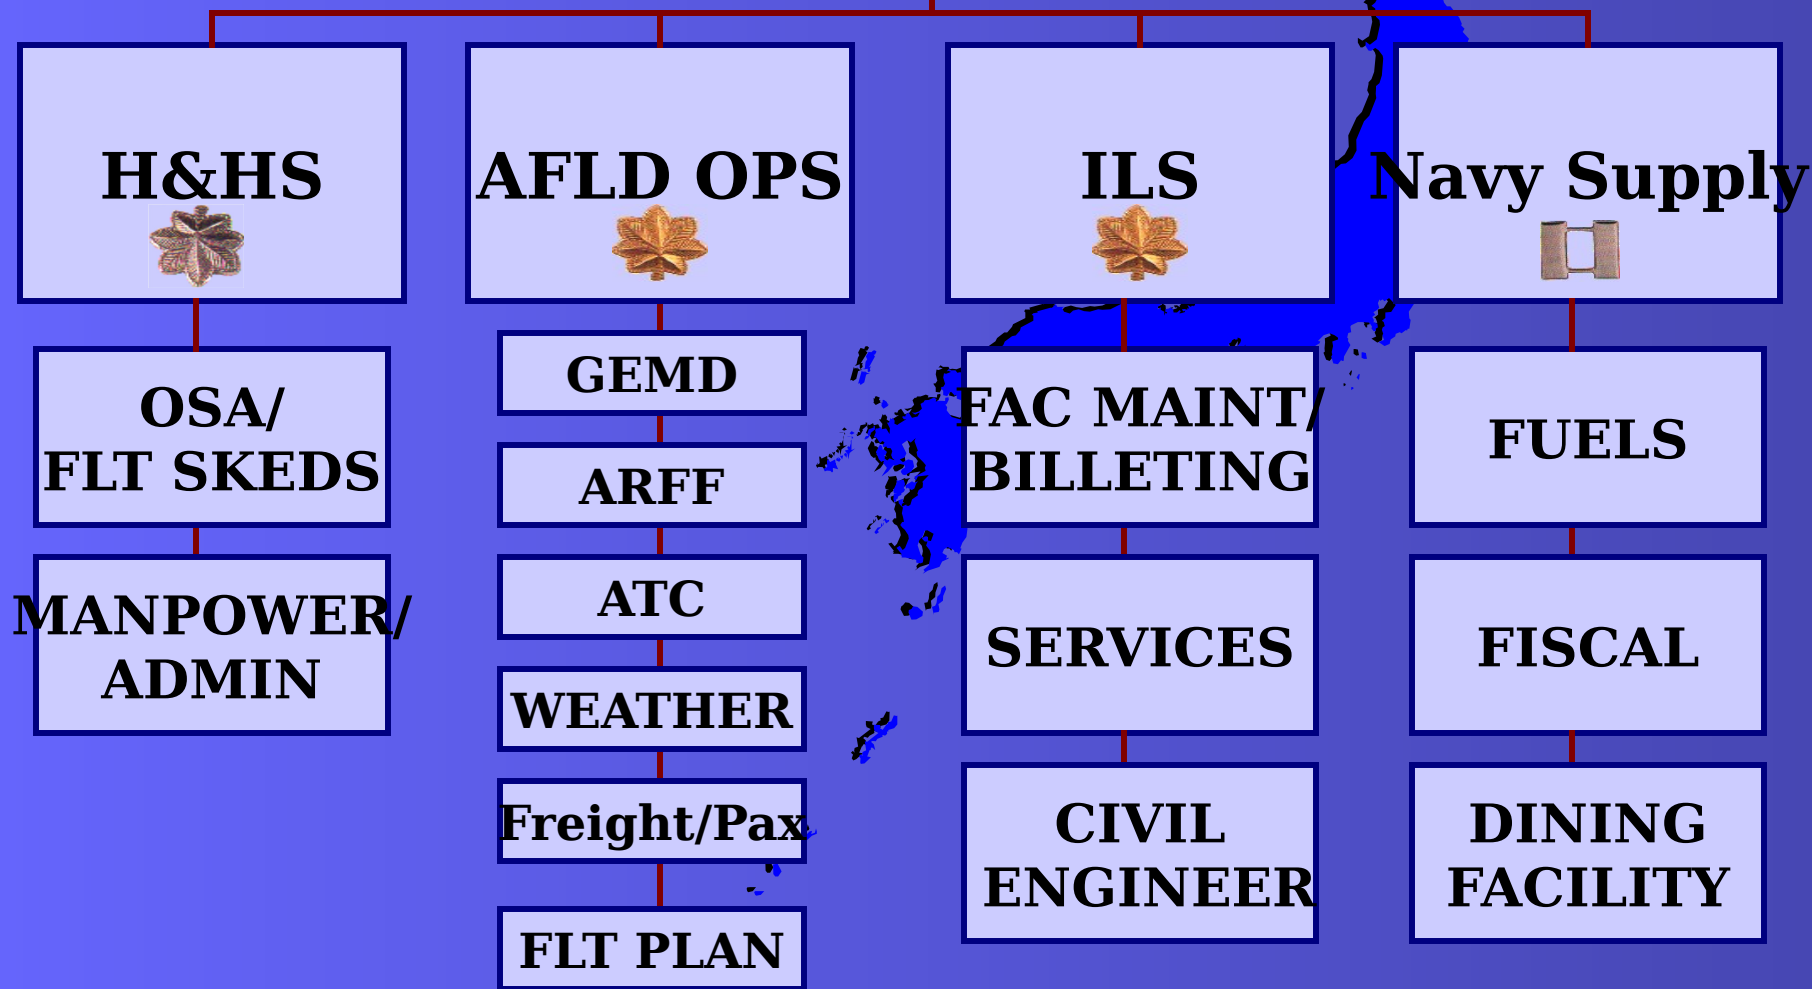 H&HS
AFLD OPS
ILS
Navy Supply
OSA/
FLT SKEDS
MANPOWER/
ADMIN
GEMD
ARFF
ATC
WEATHER
Freight/Pax
FLT PLAN
FAC MAINT/
BILLETING
SERVICES
CIVIL
ENGINEER
FUELS
FISCAL
DINING
FACILITY